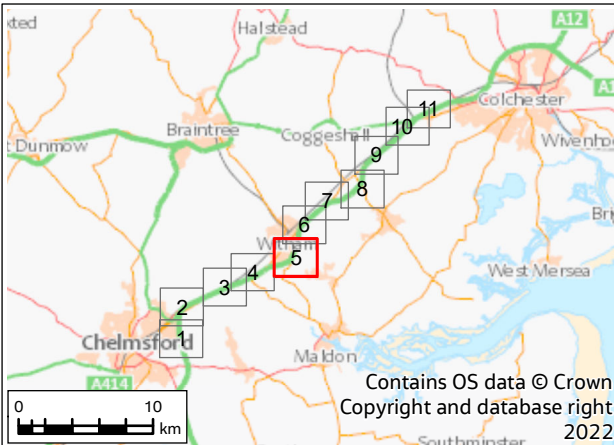 A12
Halstead
11
Colchester
10
Braintree
Coggeshall
Dunmow
9
8
7
6
Witham
5
West Mersea
4
3
2
Chelmsford
1
Maldon
A414
Contains OS data © Crown
Copyright and database right
2022
0 10
km
Southminster